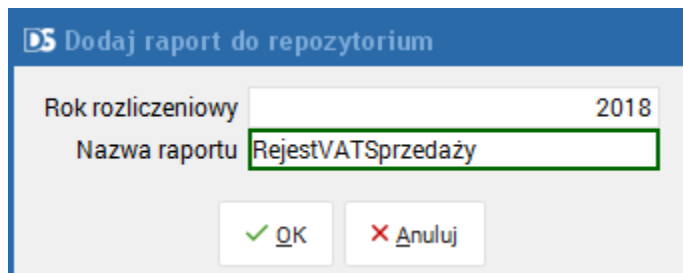 DS Dodaj raport do repozytorium
Rok rozliczeniowy 2018
Nazwa raportu RejestVATSprzedaży
OK Anuluj